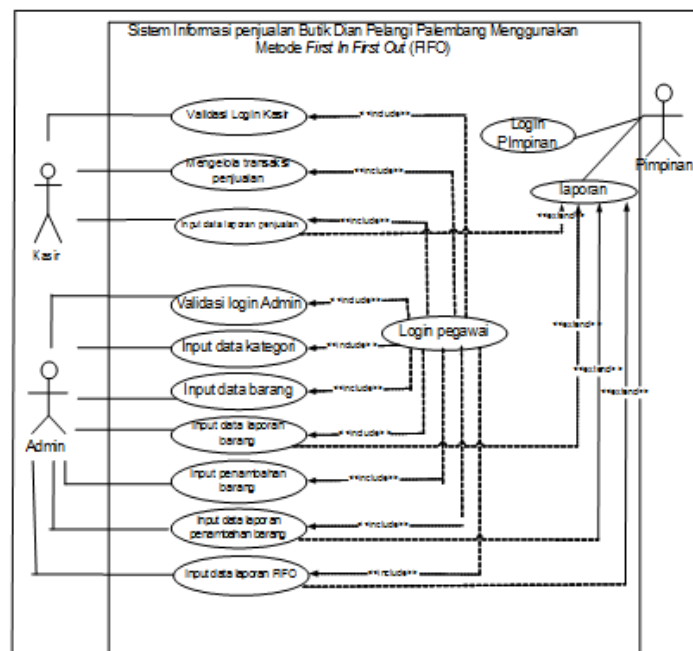 Sistem Informasi penjualan Butik Dian Pelangi Palembang Menggunakan
Metode First In First Out (FIFO)
Validasi Login Kasir
**include**
Login
PImpinan
Pimpinan
Mengelola transaksi
penjualan
**include**
laporan
Kasir
Input data laporan penjualan
**include**
**extend**
Validasi login Admin
**include**
Login pegawai
**extend**
Input data kategori
**include**
**extend**
Input data barang
**include**
**extend**
Admin
Input data laporan
barang
**include**
Input penambahan
barang
**include**
Input data laporan
penambahan barang
**include**
Input data laporan FIFO
**include**